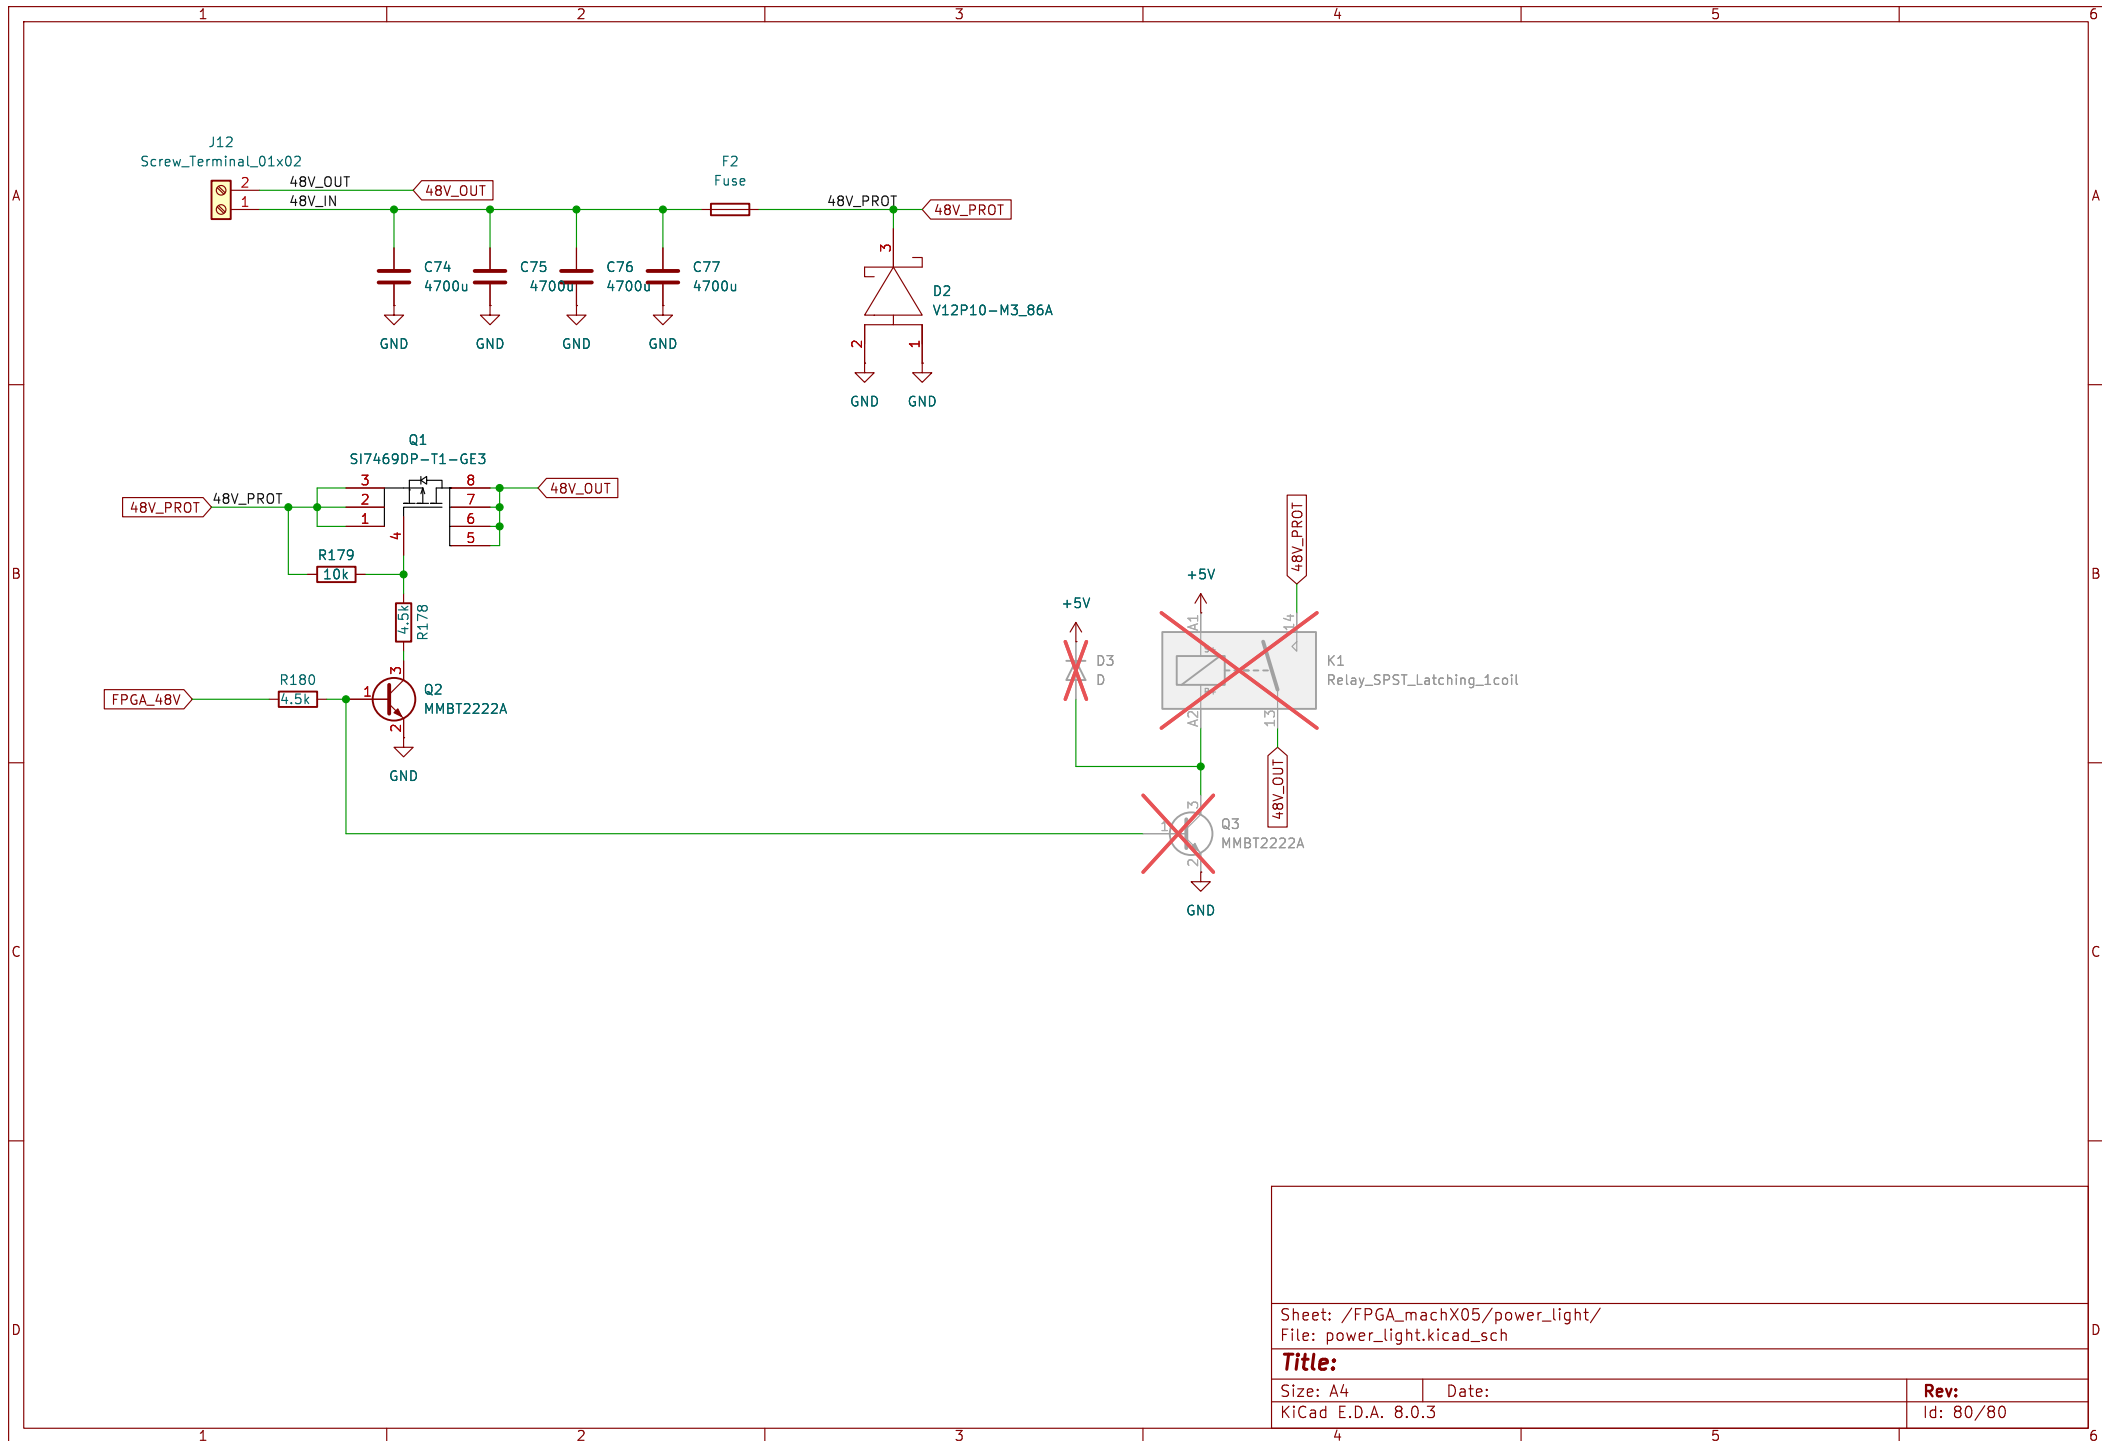 1 2 3 4 5 6
A A
B B
C C
D D
1 2 3 4 5 6
J12
Screw_Terminal_01x02
2 48V_OUT 48V_OUT
1 48V_IN
F2
Fuse
48V_PROT 48V_PROT
C74
4700u
C75
4700u
C76
4700u
C77
4700u
GND GND GND GND
3
D2
V12P10-M3_86A
2 1
GND GND
Q1
SI7469DP-T1-GE3
48V_PROT 48V_PROT
3 8
2 7
1 6
4 5
48V_OUT
R179
10k
4.5k
R178
FPGA_48V
R180
4.5k
1
3
2
Q2
MMBT2222A
GND
+5V
D3
D
+5V
48V_PROT
A1 14
K1
Relay_SPST_Latching_1coil
A2 13
48V_OUT
1
3
2
Q3
MMBT2222A
GND
Sheet: /FPGA_machXO5/power_light/
File: power_light.kicad_sch
Title:
Size: A4 Date: Rev:
KiCad E.D.A. 8.0.3 Id: 80/80